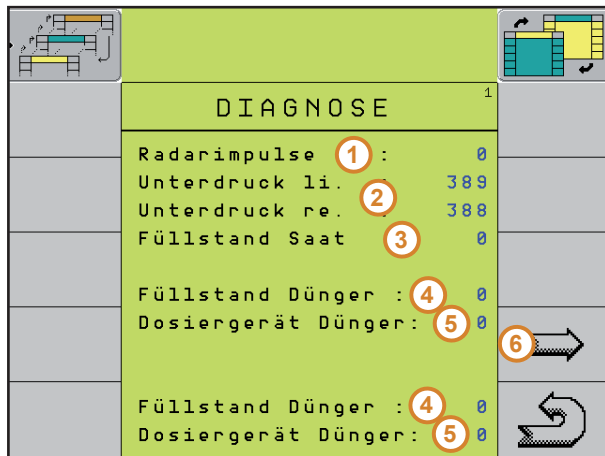 DIAGNOSE 1
Radarimpulse 1 : 0
Unterdruck li. : 389
2
Unterdruck re. : 388
Füllstand Saat 3 0
Füllstand Dünger : 4 0
Dosiergerät Dünger: 5 0
6
Füllstand Dünger : 4 0
Dosiergerät Dünger: 5 0